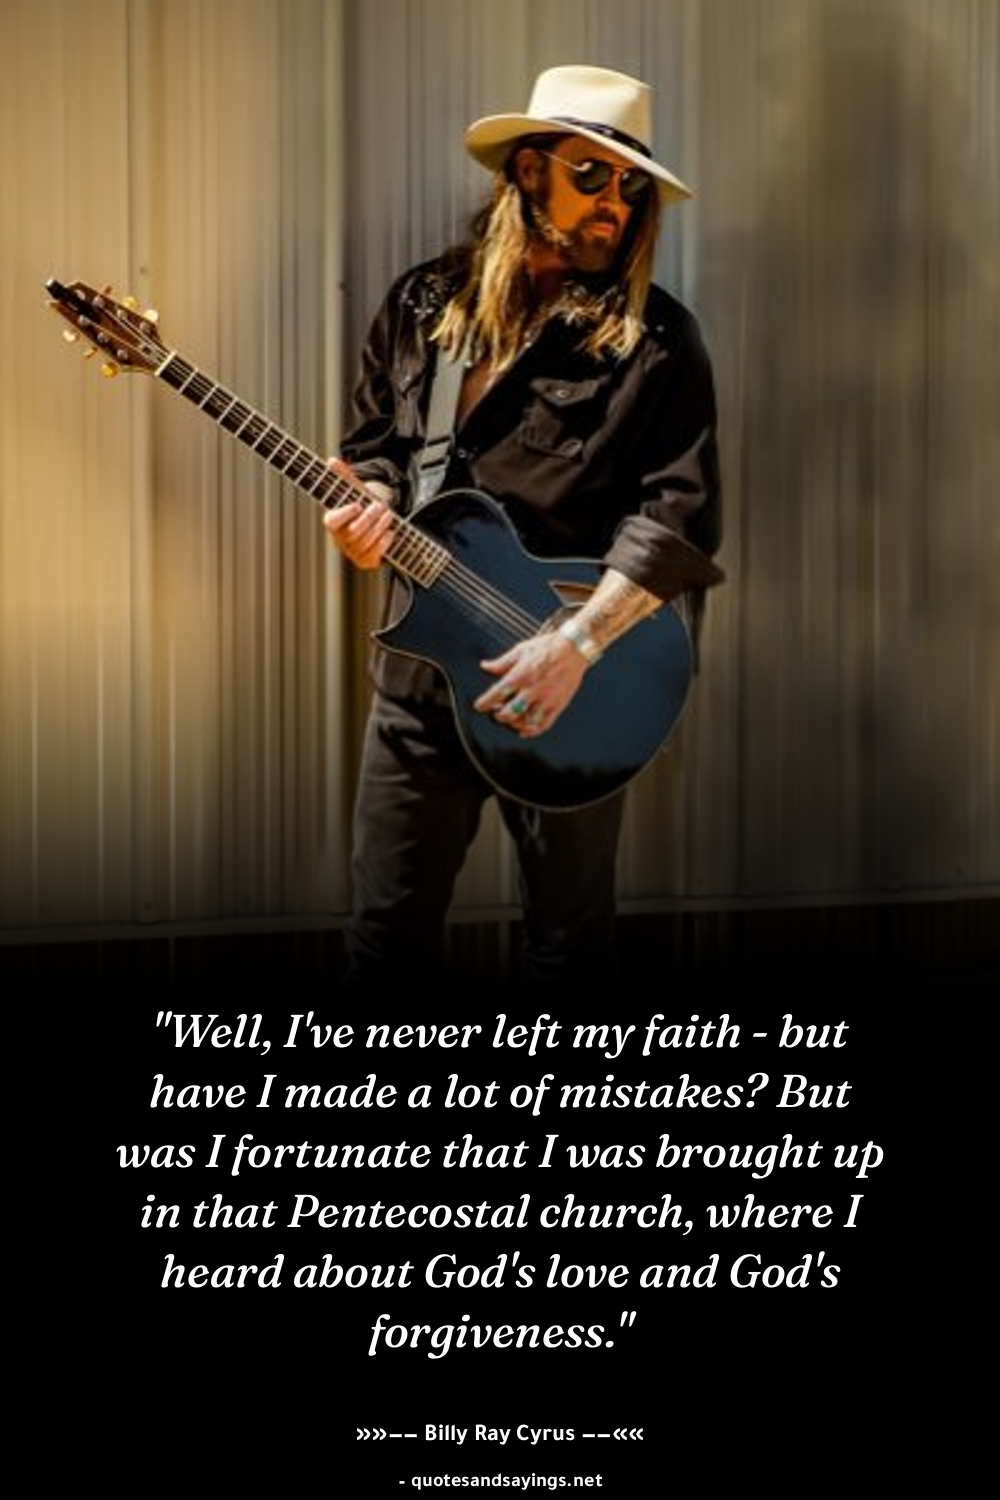 "Well, I've never left my faith - but
have I made a lot of mistakes? But
was I fortunate that I was brought up
in that Pentecostal church, where I
heard about God's love and God's
forgiveness."
»»−− Billy Ray Cyrus −−««
- quotesandsayings.net